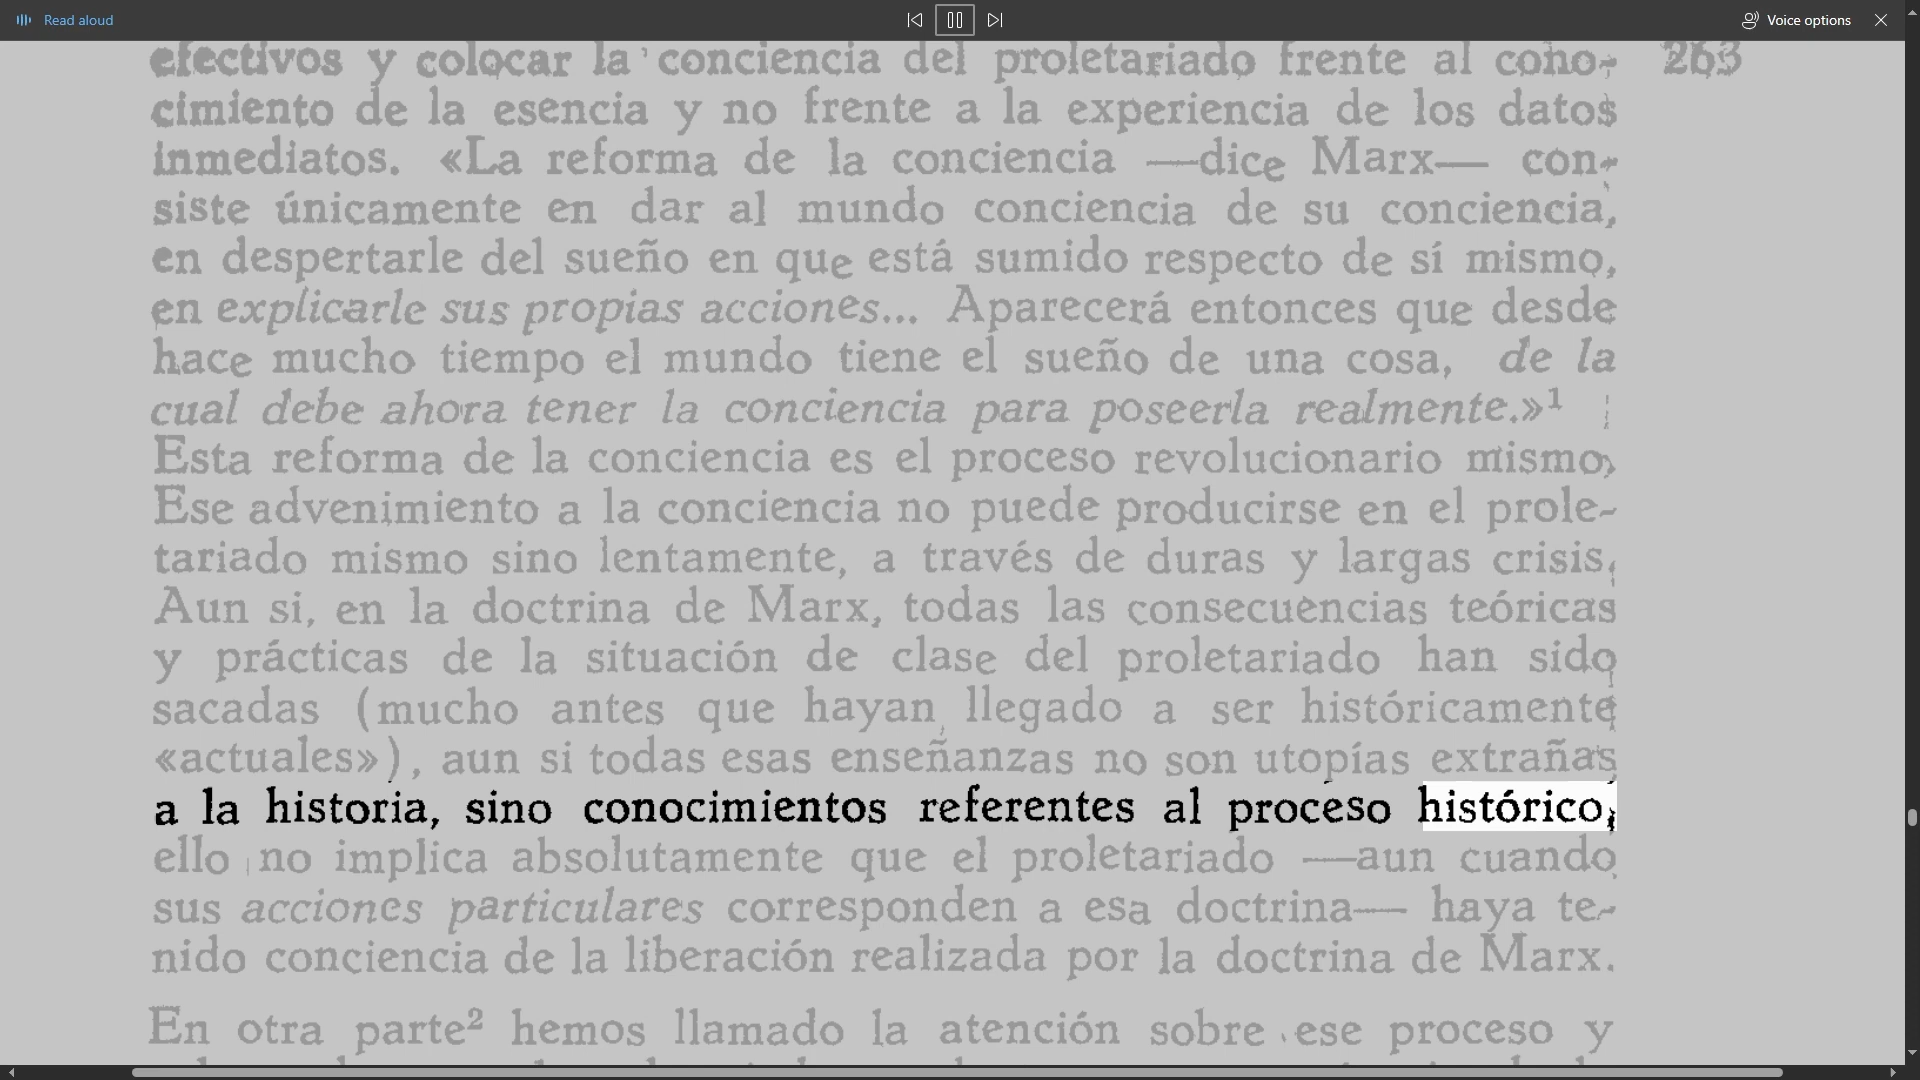 Read aloud
Voice options
efectivos y colocar la conciencia del proletariado frente al cono- 263
cimiento de la esencia y no frente a la experiencia de los datos
inmediatos. «La reforma de la conciencia —dice Marx— con-
siste únicamente en dar al mundo conciencia de su conciencia,
en despertarle del sueño en que está sumido respecto de sí mismo,
en explicarle sus propias acciones... Aparecerá entonces que desde
hace mucho tiempo el mundo tiene el sueño de una cosa, de la
cual debe ahora tener la conciencia para poseerla realmente.»¹
Esta reforma de la conciencia es el proceso revolucionario mismo,
Ese advenimiento a la conciencia no puede producirse en el prole-
tariado mismo sino lentamente, a través de duras y largas crisis,
Aun si, en la doctrina de Marx, todas las consecuencias teóricas
y prácticas de la situación de clase del proletariado han sido
sacadas (mucho antes que hayan llegado a ser históricamente
«actuales»), aun si todas esas enseñanzas no son utopías extrañas
a la historia, sino conocimientos referentes al proceso histórico,
ello no implica absolutamente que el proletariado —aun cuando
sus acciones particulares corresponden a esa doctrina— haya te-
nido conciencia de la liberación realizada por la doctrina de Marx.
En otra parte² hemos llamado la atención sobre ese proceso y